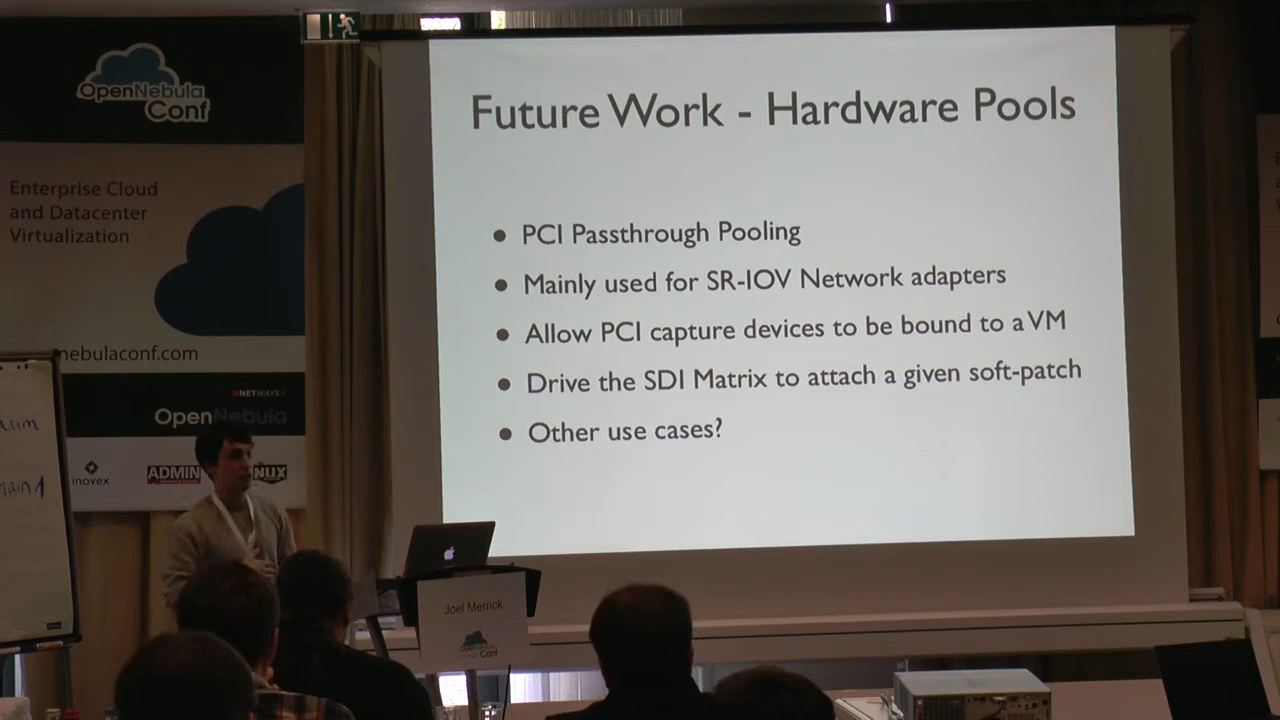 OpenNebula
Conf
Enterprise Cloud
and Datacenter
Virtualization
nebulaconf.com
NETWAYS
OpenNebula
inovex
ADMIN
Future Work - Hardware Pools
• PCI Passthrough Pooling
• Mainly used for SR-IOV Network adapters
• Allow PCI capture devices to be bound to a VM
• Drive the SDI Matrix to attach a given soft-patch
• Other use cases?
Joel Merrick
OpenNebula
Conf